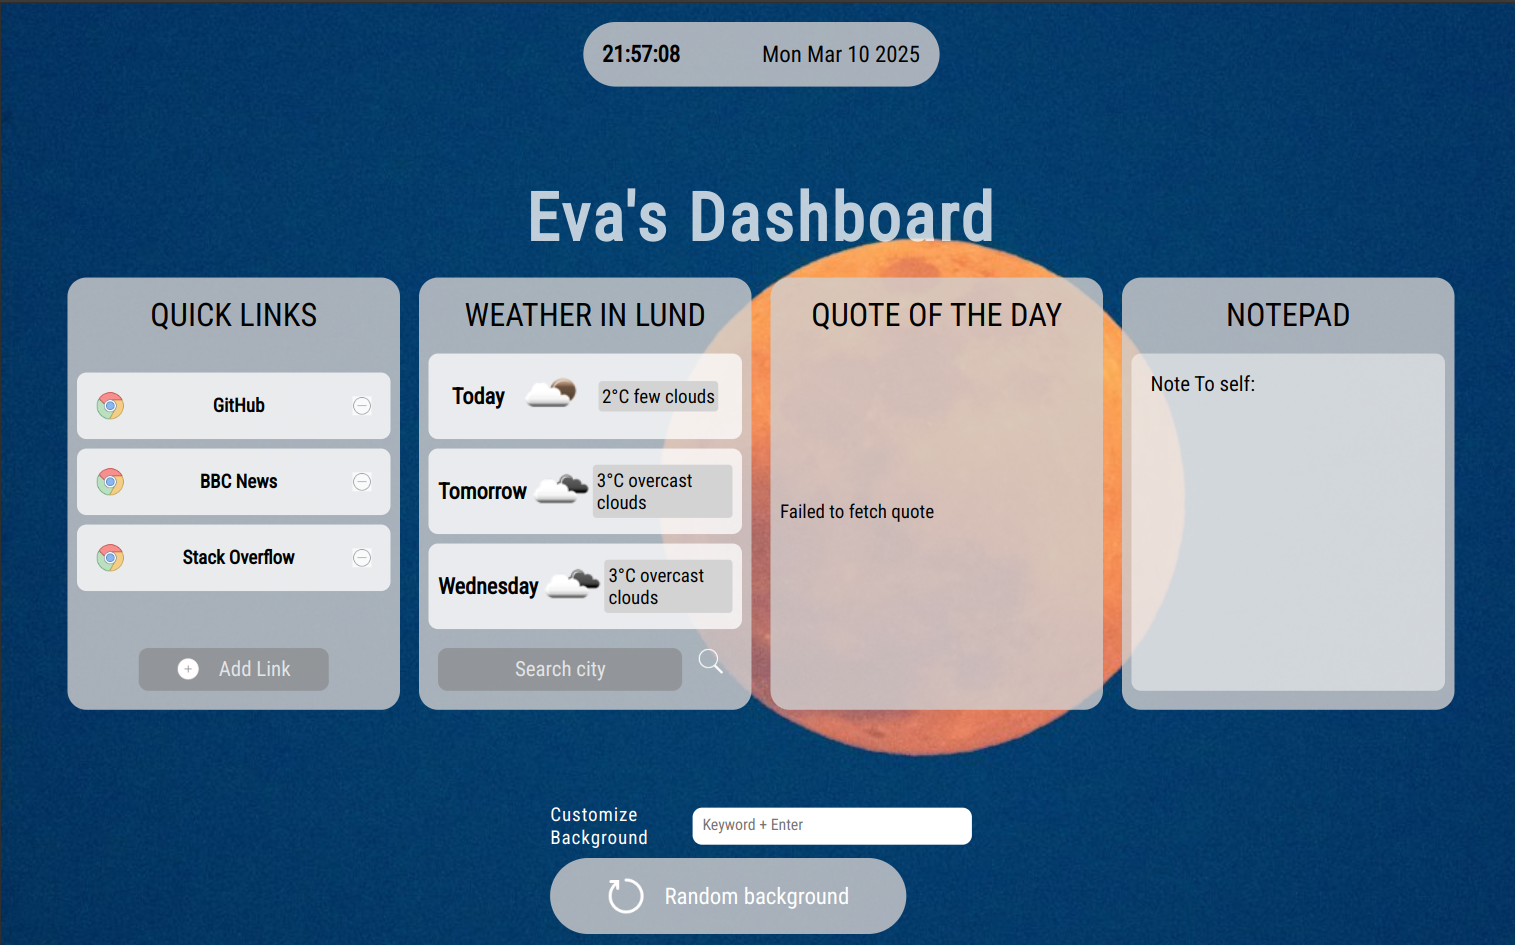 21:57:08 Mon Mar 10 2025
Eva's Dashboard
QUICK LINKS
GitHub
BBC News
Stack Overflow
Add Link
WEATHER IN LUND
Today 2°C few clouds
Tomorrow 3°C overcast
clouds
Wednesday 3°C overcast
clouds
Search city
QUOTE OF THE DAY
Failed to fetch quote
NOTEPAD
Note To self:
Customize
Background
Keyword + Enter
Random background